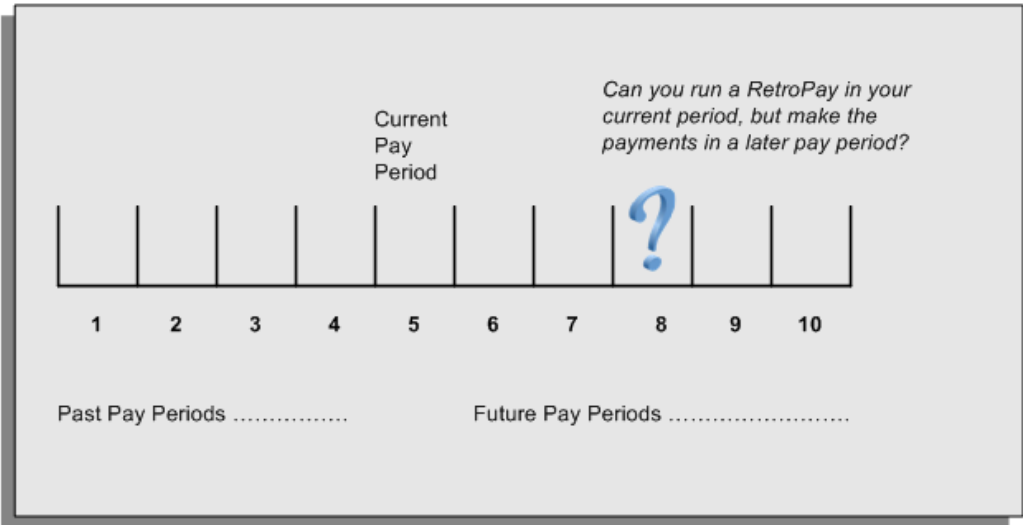 Can you run a RetroPay in your
current period, but make the
payments in a later pay period?
Current
Pay
Period
?
1 2 3 4 5 6 7 8 9 10
Past Pay Periods ................
Future Pay Periods .........................